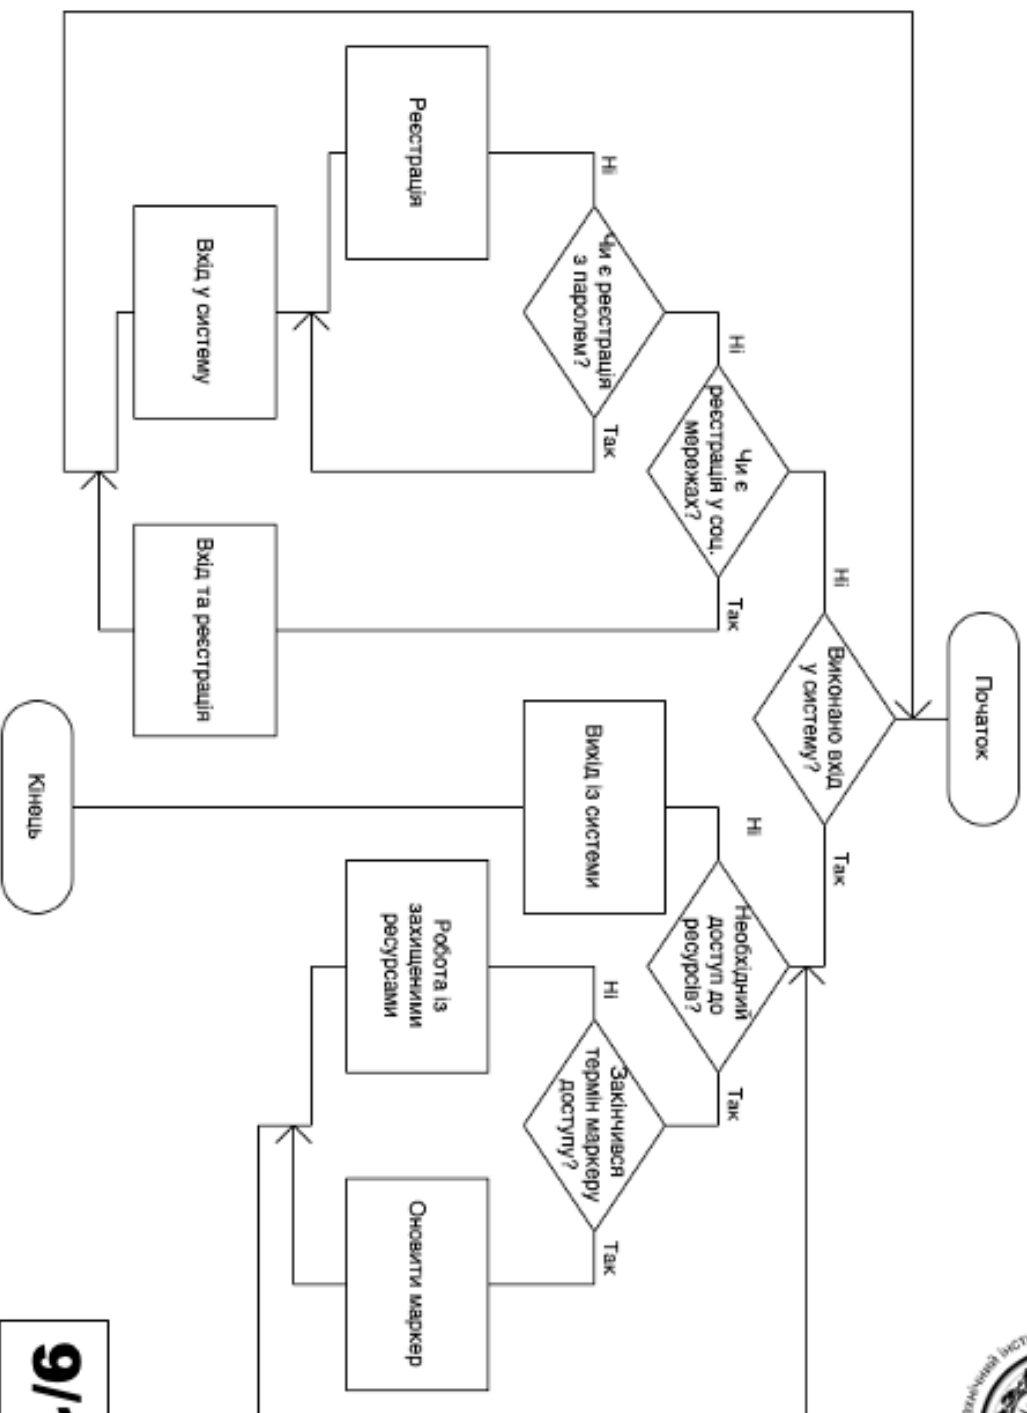 Початок
Виконано вхід
у систему?
Ні
Так
Чи є
реєстрація у соц.
мережах?
Ні
Так
Необхідний
доступ до
ресурсів?
Ні
Так
Чи є реєстрація
з паролем?
Ні
Так
Вихід із системи
Закінчився
термін маркеру
доступу?
Ні
Так
Реєстрація
Робота із
захищеними
ресурсами
Оновити маркер
Вхід у систему
Вхід та реєстрація
Кінець
9/